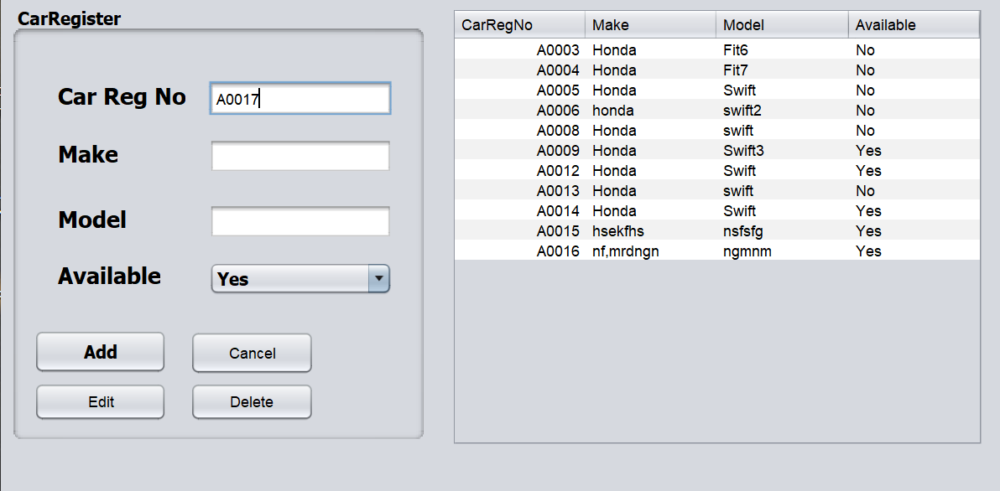 CarRegister
Car Reg No A0017
Make
Model
Available Yes
Add Cancel
Edit Delete
CarRegNo Make Model Available
A0003 Honda Fit6 No
A0004 Honda Fit7 No
A0005 Honda Swift No
A0006 honda swift2 No
A0008 Honda swift No
A0009 Honda Swift3 Yes
A0012 Honda Swift Yes
A0013 Honda swift No
A0014 Honda Swift Yes
A0015 hsekfhs nsfsfg Yes
A0016 nf,mrdngn ngmnm Yes